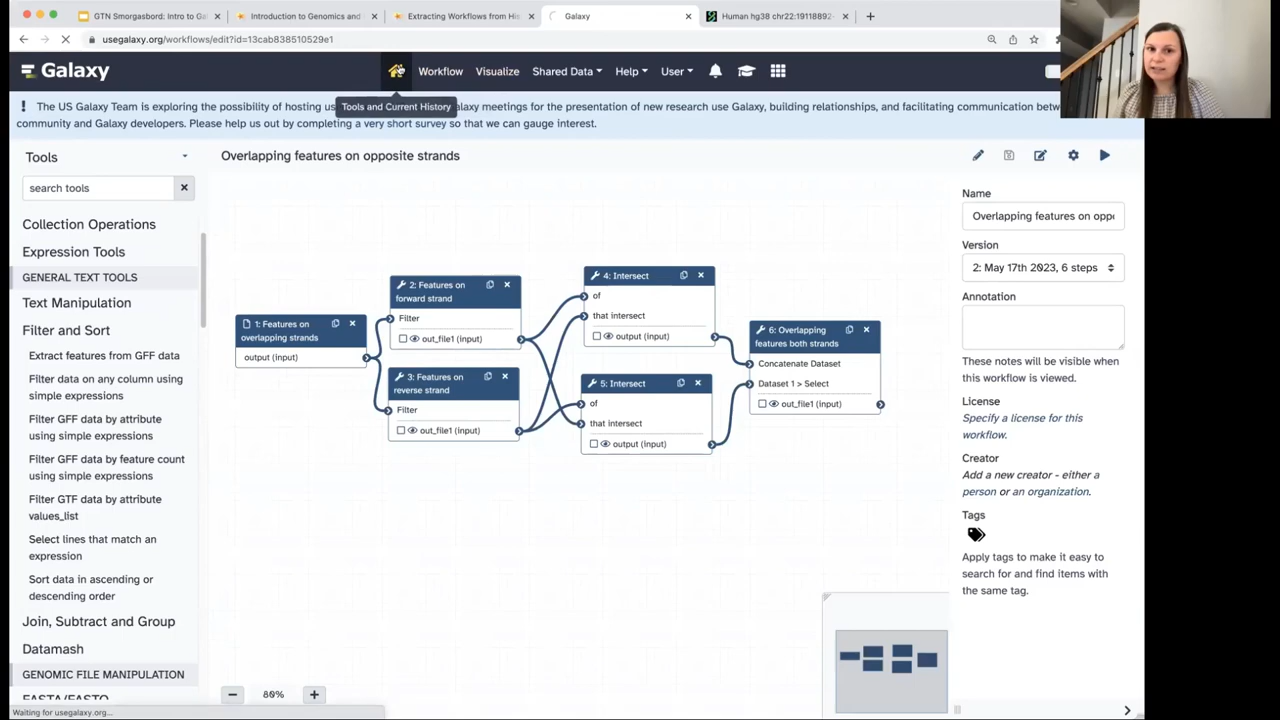 GTN Smorgasbord: Intro to Gal
Introduction to Genomics and
Extracting Workflows from His
Galaxy
Human hg38 chr22:19118892-
usegalaxy.org/workflows/edit?id=13cab838510529e1
Galaxy
Workflow
Visualize
Shared Data
Help
User
The US Galaxy Team is exploring the possibility of hosting us
alaxy meetings for the presentation of new research use Galaxy, building relationships, and facilitating communication betw
Tools and Current History
community and Galaxy developers. Please help us out by completing a very short survey so that we can gauge interest.
Tools
search tools
Collection Operations
Expression Tools
GENERAL TEXT TOOLS
Text Manipulation
Filter and Sort
Extract features from GFF data
Filter data on any column using
simple expressions
Filter GFF data by attribute
using simple expressions
Filter GFF data by feature count
using simple expressions
Filter GTF data by attribute
values_list
Select lines that match an
expression
Sort data in ascending or
descending order
Join, Subtract and Group
Datamash
GENOMIC FILE MANIPULATION
FASTA/FASTQ
Overlapping features on opposite strands
1: Features on
overlapping strands
output (input)
2: Features on
forward strand
Filter
out_file1 (input)
3: Features on
reverse strand
Filter
out_file1 (input)
4: Intersect
of
that intersect
output (input)
5: Intersect
of
that intersect
output (input)
6: Overlapping
features both strands
Concatenate Dataset
Dataset 1 > Select
out_file1 (input)
80%
Name
Overlapping features on oppo
Version
2: May 17th 2023, 6 steps
Annotation
These notes will be visible when
this workflow is viewed.
License
Specify a license for this
workflow.
Creator
Add a new creator - either a
person or an organization.
Tags
Apply tags to make it easy to
search for and find items with
the same tag.
Waiting for usegalaxy.org...